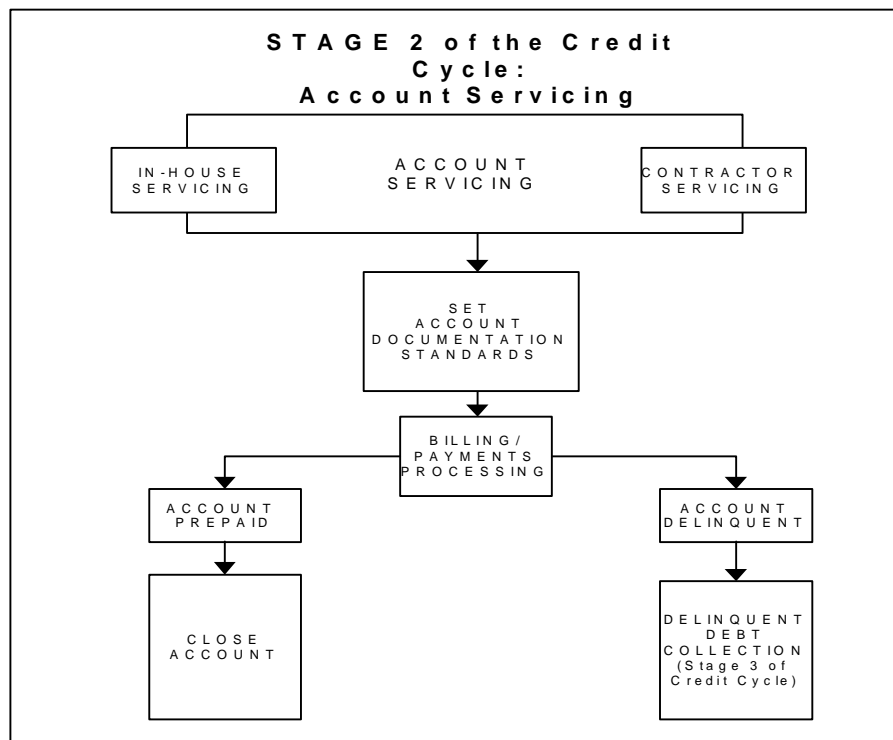 STAGE 2 of the Credit
Cycle:
Account Servicing
IN-HOUSE
SERVICING
ACCOUNT
SERVICING
CONTRACTOR
SERVICING
SET
ACCOUNT
DOCUMENTATION
STANDARDS
BILLING/
PAYMENTS
PROCESSING
ACCOUNT
PREPAID
ACCOUNT
DELINQUENT
CLOSE
ACCOUNT
DELINQUENT
DEBT
COLLECTION
(Stage 3 of
Credit Cycle)